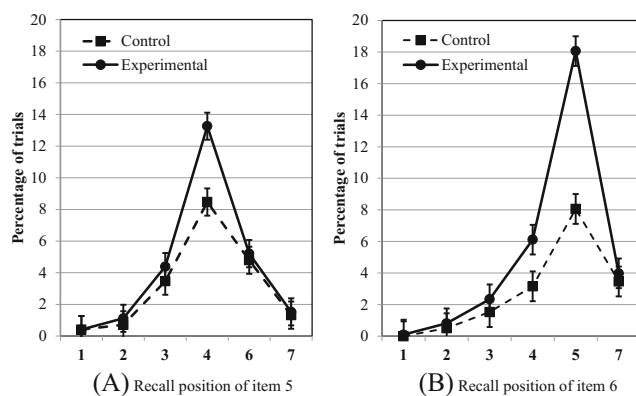 20
18
16
14
12
10
8
6
4
2
0
Percentage of trials
Control
Experimental
1 2 3 4 6 7
(A) Recall position of item 5
20
18
16
14
12
10
8
6
4
2
0
Percentage of trials
Control
Experimental
1 2 3 4 5 7
(B) Recall position of item 6